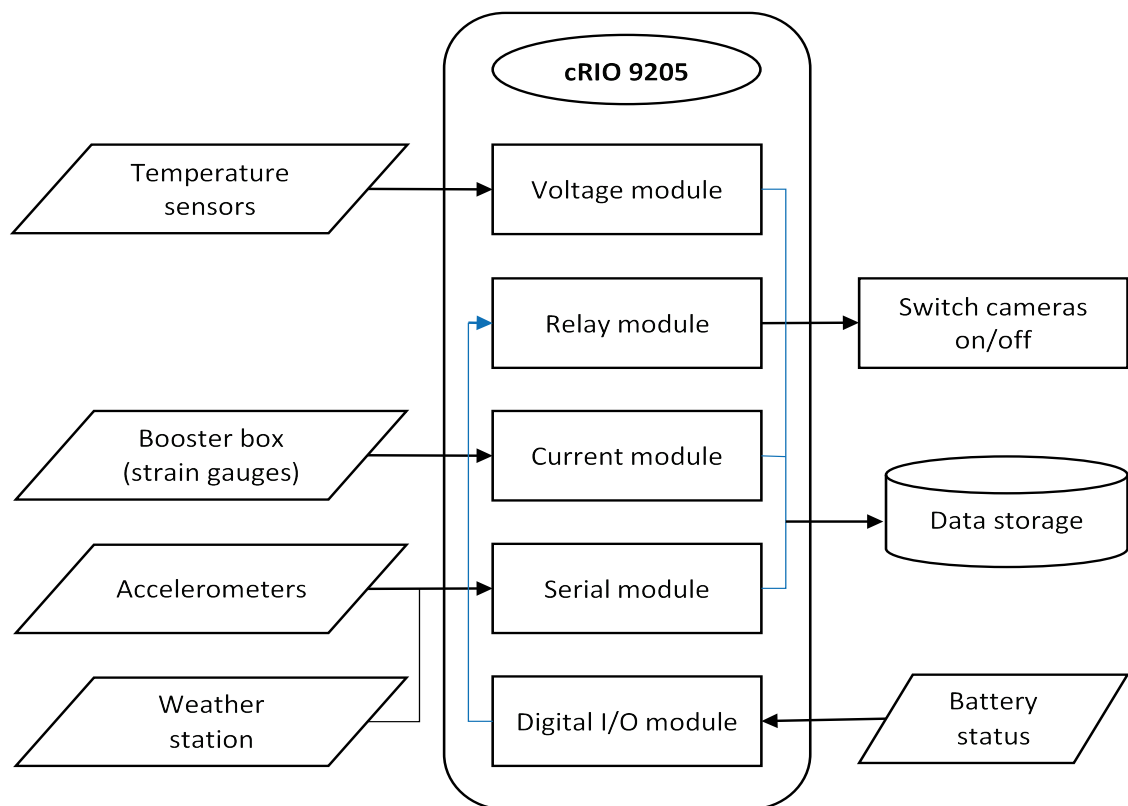 cRIO 9205
Temperature
sensors
Voltage module
Relay module
Switch cameras
on/off
Booster box
(strain gauges)
Current module
Data storage
Accelerometers
Serial module
Weather
station
Digital I/O module
Battery
status